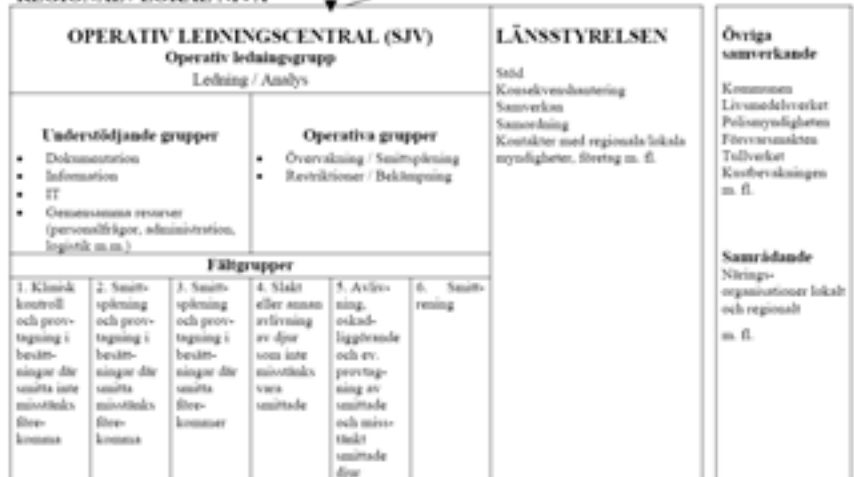 REGIONAL/LOKAL NIVÅ
OPERATIV LEDNINGSCENTRAL (SJV)
Operativ ledningsgrupp
Ledning / Analys
Understödjande grupper
• Dokumentation
• Information
• IT
• Gemensamma resurser
(personalfrågor, administration,
logistik m.m.)
Operativa grupper
• Övervakning / Smittspårning
• Restriktioner / Bekämpning
Fältgrupper
1. Klinisk
kontroll
och prov-
tagning i
besätt-
ningar där
smitta inte
misstänks
före-
komma
2. Smitt-
spårning
och prov-
tagning i
besätt-
ningar där
smitta
misstänks
före-
komma
3. Smitt-
spårning
och prov-
tagning i
besätt-
ningar där
smitta
före-
kommer
4. Slakt
eller annan
avlivning
av djur
som inte
misstänks
vara
smittade
5. Avliv-
ning,
oskad-
liggörande
och ev.
provtag-
ning av
smittade
och miss-
tänkt
smittade
djur
6. Smitt-
rening
LÄNSSTYRELSEN
Stöd
Konsekvenshantering
Samverkan
Samordning
Kontakter med regionala/lokala
myndigheter, företag m. fl.
Övriga
samverkande
Kommunen
Livsmedelsverket
Polismyndigheten
Försvarsmakten
Tullverket
Kustbevakningen
m. fl.
Samrådande
Närings-
organisationer lokalt
och regionalt
m. fl.